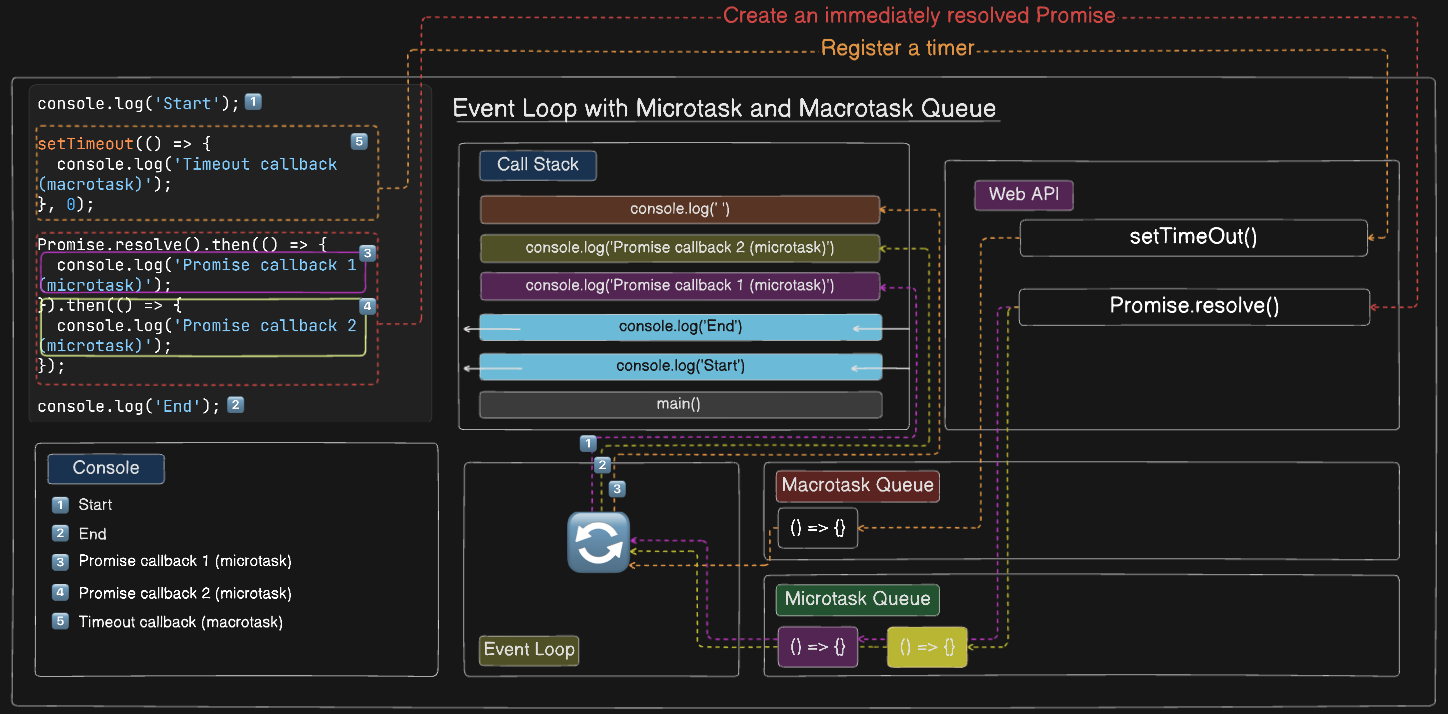 Create an immediately resolved Promise
Register a timer
console.log('Start'); 1
setTimeout(() => { 5
console.log('Timeout callback
(macrotask)');
}, 0);
Promise.resolve().then(() => {
3
console.log('Promise callback 1
(microtask)');
}).then(() => { 4
console.log('Promise callback 2
(microtask)');
});
console.log('End'); 2
Event Loop with Microtask and Macrotask Queue
Call Stack
console.log(' ')
console.log('Promise callback 2 (microtask)')
console.log('Promise callback 1 (microtask)')
console.log('End')
console.log('Start')
main()
Web API
setTimeOut()
Promise.resolve()
Console
1 Start
2 End
3 Promise callback 1 (microtask)
4 Promise callback 2 (microtask)
5 Timeout callback (macrotask)
1
2
3
Event Loop
Macrotask Queue
() => {}
Microtask Queue
() => {} () => {}